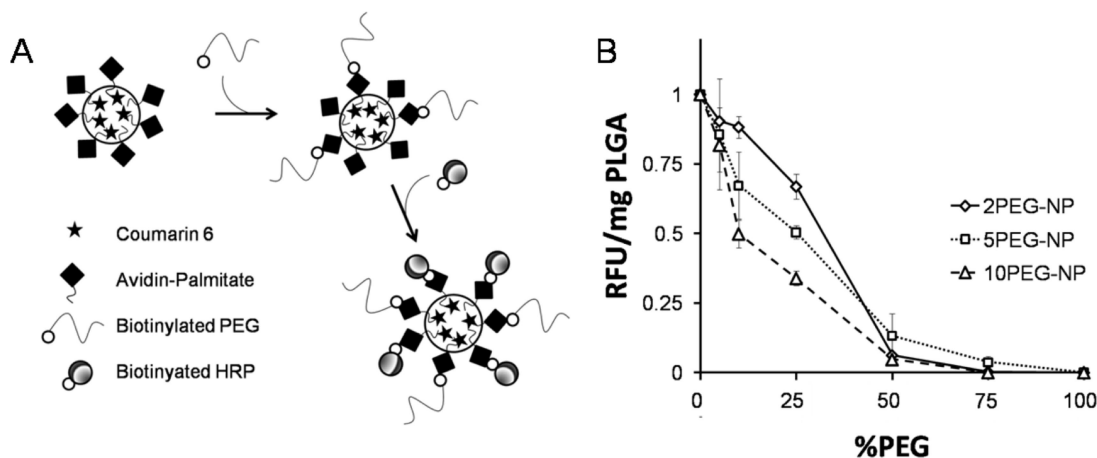 A
Coumarin 6
Avidin-Palmitate
Biotinylated PEG
Biotinyated HRP
B
RFU/mg PLGA
1
0.75
0.5
0.25
0
0 25 50 75 100
%PEG
2PEG-NP
5PEG-NP
10PEG-NP